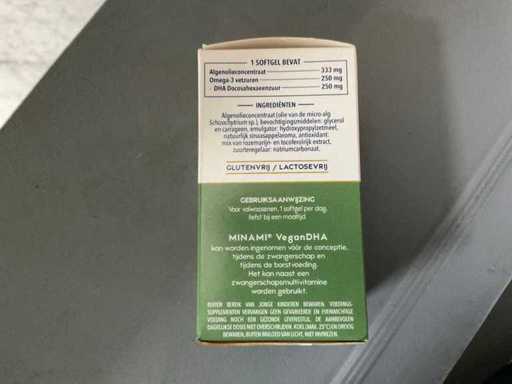 1 SOFTGEL BEVAT
Algenolieconcentraat 333 mg
Omega-3 vetzuren 250 mg
- DHA Docosahexaeenzuur 250 mg
INGREDIËNTEN
Algenolieconcentraat (olie van de micro alg
Schizochytrium sp.), bevochtigingsmiddelen: glycerol
en carrageen, emulgator: hydroxypropylzetmeel,
natuurlijk sinaasappelaroma, antioxidant:
mix van rozemarijn- en tocoferolrijk extract,
zuurteregelaar: natriumcarbonaat.
GLUTENVRIJ / LACTOSEVRIJ
GEBRUIKSAANWIJZING
Voor volwassenen, 1 softgel per dag,
liefst bij een maaltijd.
MINAMI® VeganDHA
kan worden ingenomen vóór de conceptie,
tijdens de zwangerschap en
tijdens de borstvoeding.
Het kan naast een
zwangerschapsmultivitamine
worden gebruikt.
BUITEN BEREIK VAN JONGE KINDEREN BEWAREN. VOEDINGS-
SUPPLEMENTEN VERVANGEN GEEN GEVARIEERDE EN EVENWICHTIGE
VOEDING NOCH EEN GEZONDE LEVENSSTIJL. DE AANBEVOLEN
DAGELIJKSE DOSIS NIET OVERSCHRIJDEN. KOEL (MAX. 25°C) EN DROOG
BEWAREN, BUITEN INVLOED VAN LICHT, NIET INVRIEZEN.